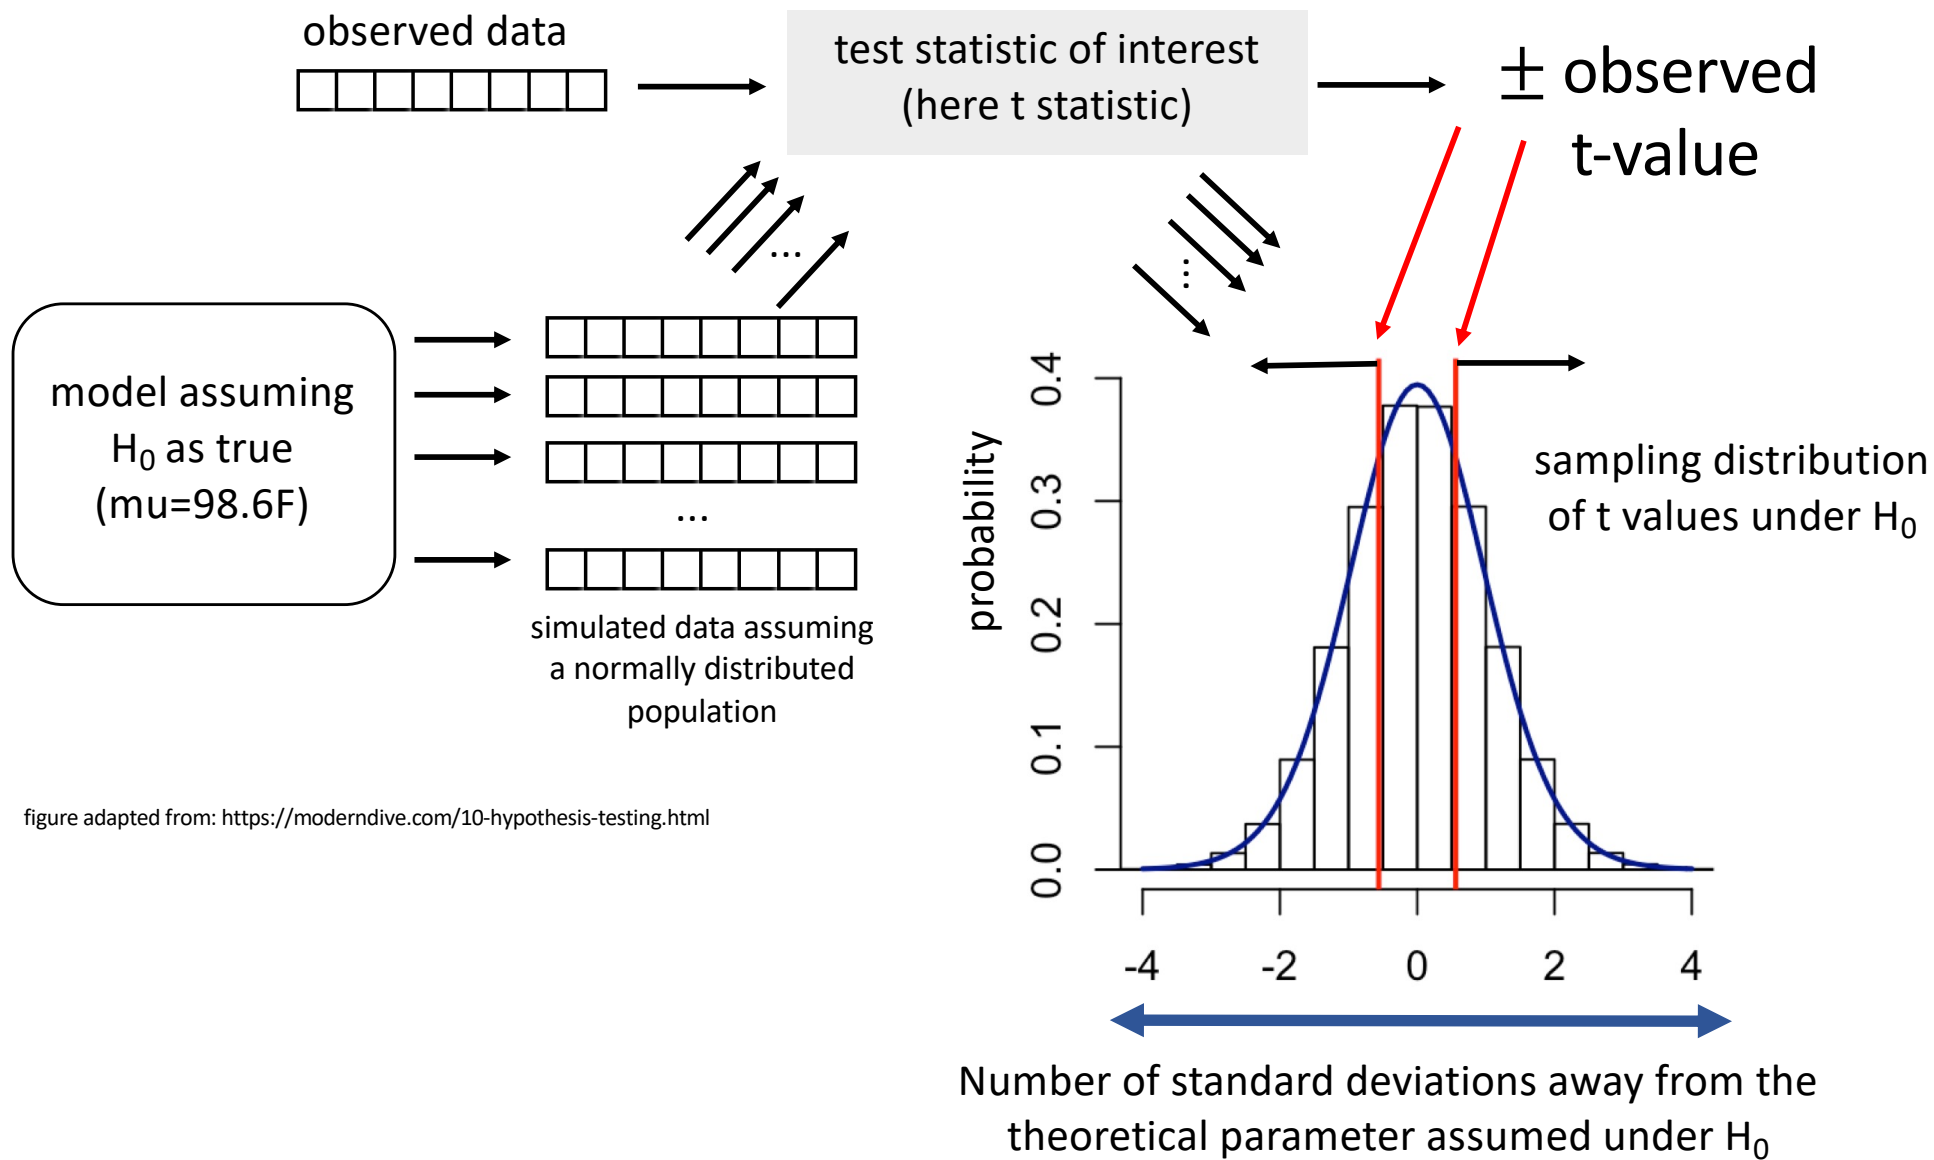 observed data
test statistic of interest
(here t statistic)
± observed
t-value
...
...
model assuming
H₀ as true
(mu=98.6F)
...
simulated data assuming
a normally distributed
population
figure adapted from: https://moderndive.com/10-hypothesis-testing.html
probability
0.4
0.3
0.2
0.1
0.0
sampling distribution
of t values under H₀
-4 -2 0 2 4
Number of standard deviations away from the
theoretical parameter assumed under H₀